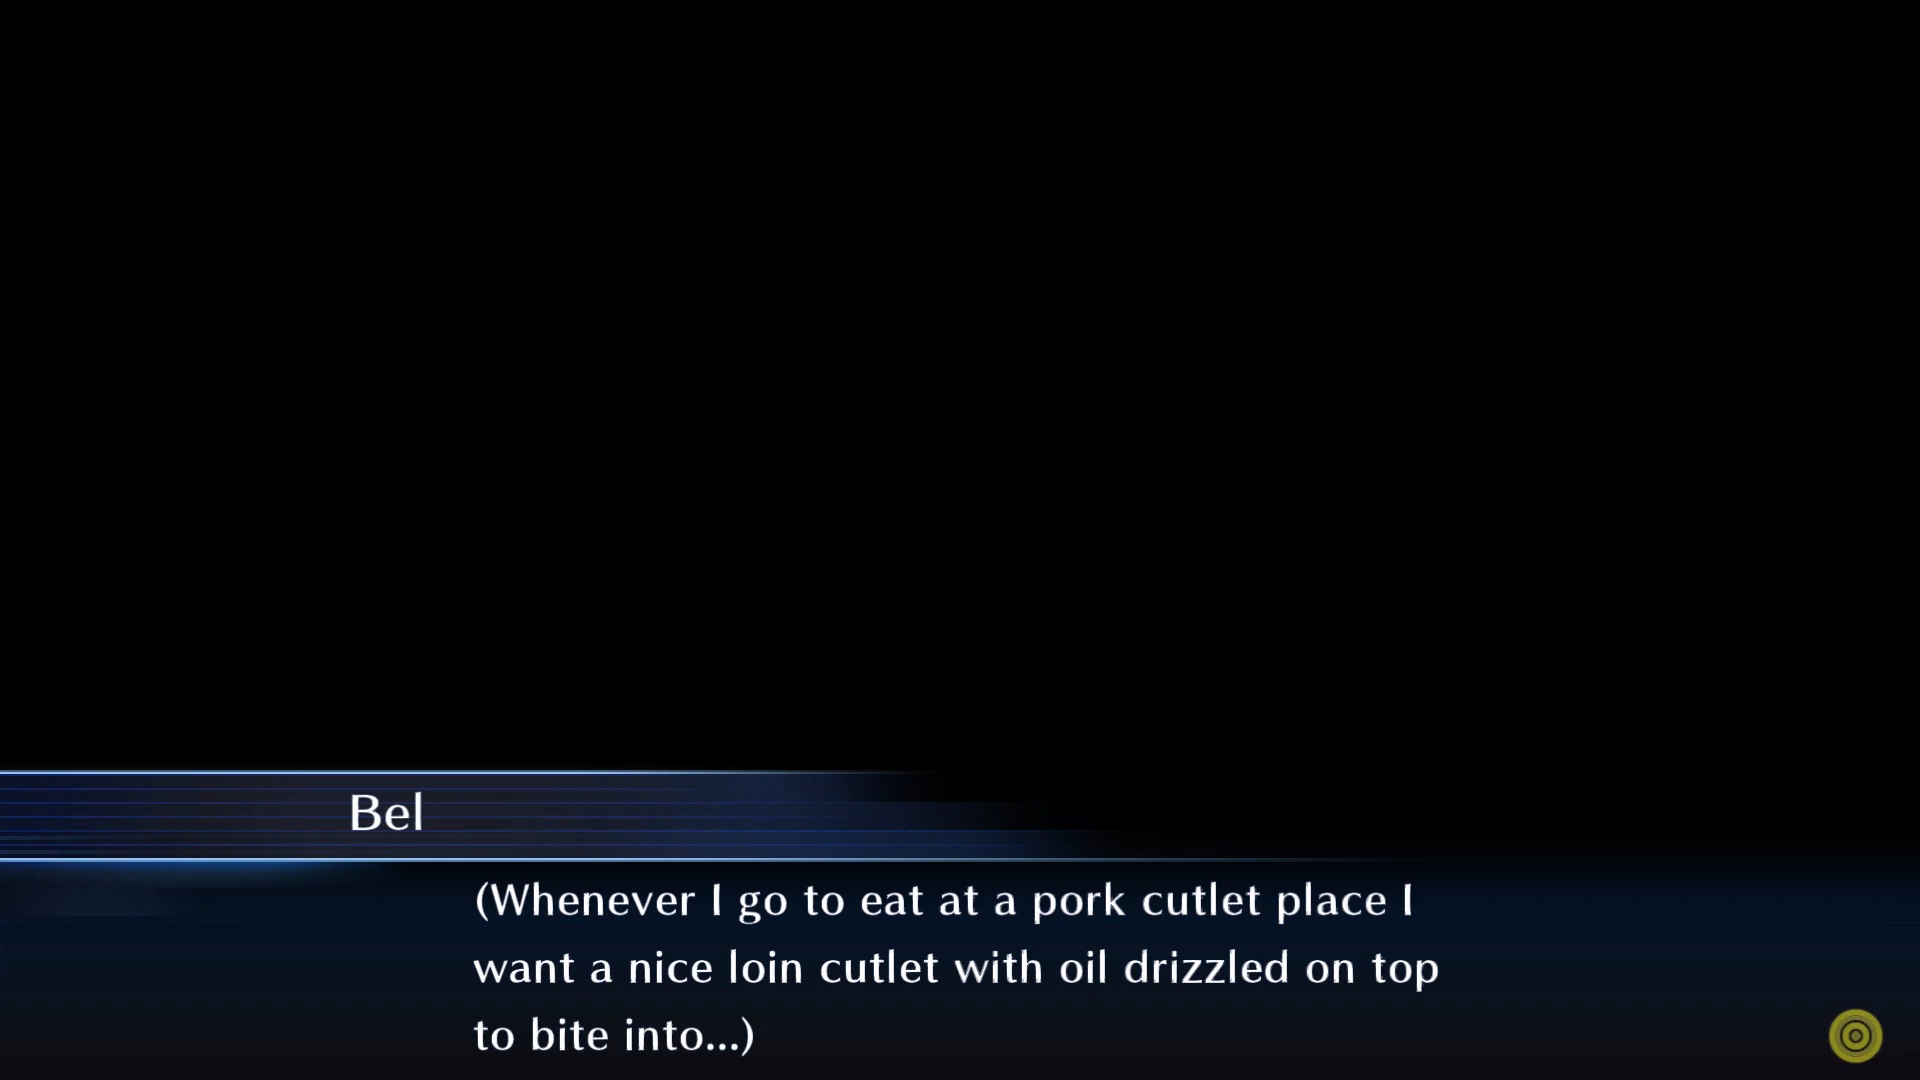 Bel
(Whenever I go to eat at a pork cutlet place I
want a nice loin cutlet with oil drizzled on top
to bite into...)